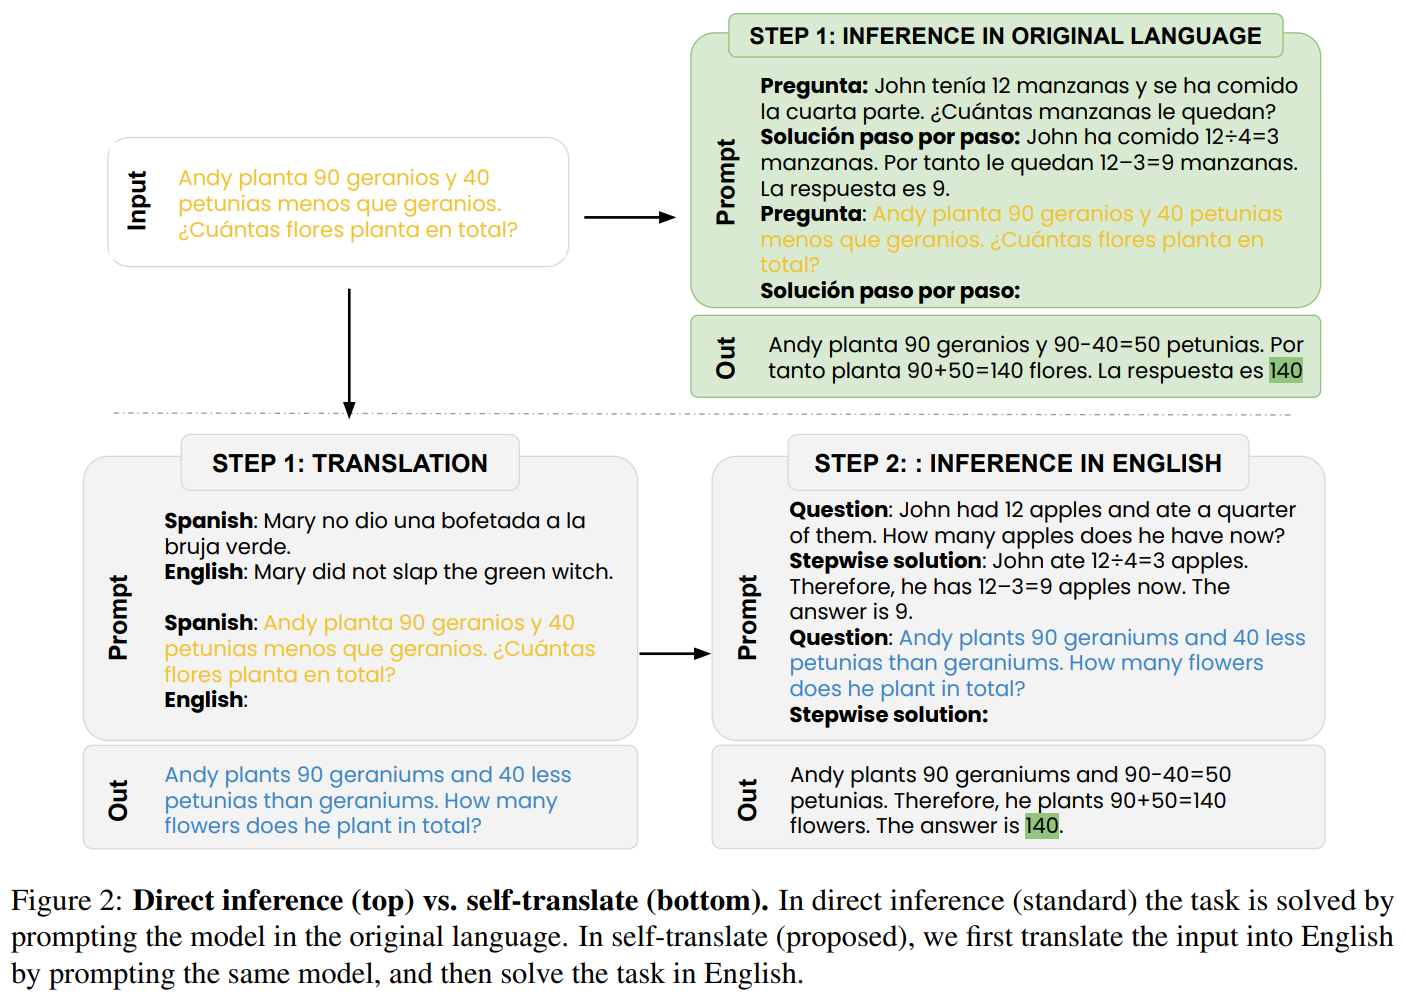 STEP 1: INFERENCE IN ORIGINAL LANGUAGE
Input
Andy planta 90 geranios y 40
petunias menos que geranios.
¿Cuántas flores planta en total?
Prompt
Pregunta: John tenía 12 manzanas y se ha comido
la cuarta parte. ¿Cuántas manzanas le quedan?
Solución paso por paso: John ha comido 12÷4=3
manzanas. Por tanto le quedan 12−3=9 manzanas.
La respuesta es 9.
Pregunta: Andy planta 90 geranios y 40 petunias
menos que geranios. ¿Cuántas flores planta en
total?
Solución paso por paso:
Out
Andy planta 90 geranios y 90-40=50 petunias. Por
tanto planta 90+50=140 flores. La respuesta es 140
STEP 1: TRANSLATION
Prompt
Spanish: Mary no dio una bofetada a la
bruja verde.
English: Mary did not slap the green witch.
Spanish: Andy planta 90 geranios y 40
petunias menos que geranios. ¿Cuántas
flores planta en total?
English:
Out
Andy plants 90 geraniums and 40 less
petunias than geraniums. How many
flowers does he plant in total?
STEP 2: : INFERENCE IN ENGLISH
Prompt
Question: John had 12 apples and ate a quarter
of them. How many apples does he have now?
Stepwise solution: John ate 12÷4=3 apples.
Therefore, he has 12−3=9 apples now. The
answer is 9.
Question: Andy plants 90 geraniums and 40 less
petunias than geraniums. How many flowers
does he plant in total?
Stepwise solution:
Out
Andy plants 90 geraniums and 90-40=50
petunias. Therefore, he plants 90+50=140
flowers. The answer is 140.
Figure 2: Direct inference (top) vs. self-translate (bottom). In direct inference (standard) the task is solved by
prompting the model in the original language. In self-translate (proposed), we first translate the input into English
by prompting the same model, and then solve the task in English.